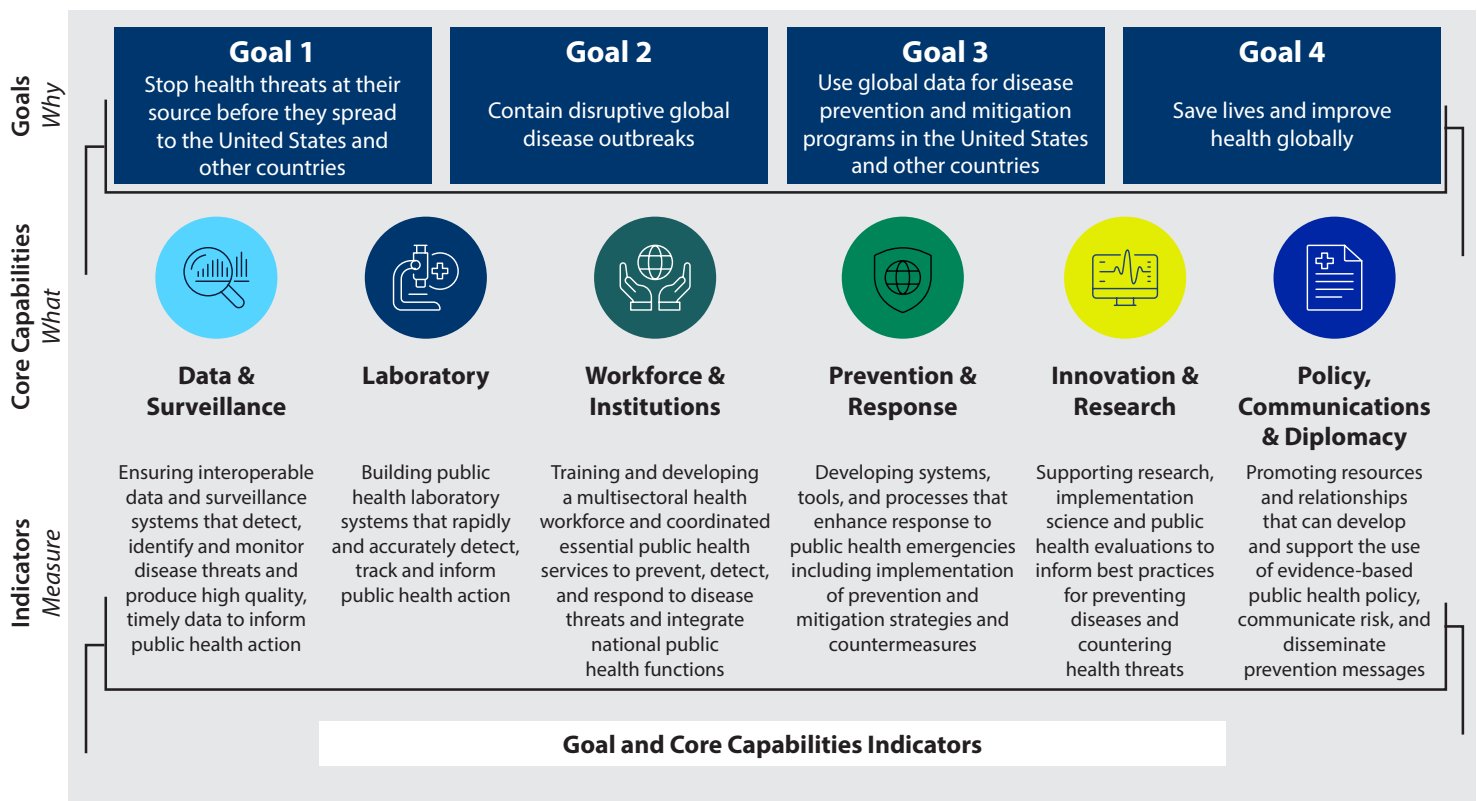 Goals
Why
Goal 1
Stop health threats at their
source before they spread
to the United States and
other countries
Goal 2
Contain disruptive global
disease outbreaks
Goal 3
Use global data for disease
prevention and mitigation
programs in the United States
and other countries
Goal 4
Save lives and improve
health globally
Core Capabilities
What
Data &
Surveillance
Laboratory
Workforce &
Institutions
Prevention &
Response
Innovation &
Research
Policy,
Communications
& Diplomacy
Indicators
Measure
Ensuring interoperable
data and surveillance
systems that detect,
identify and monitor
disease threats and
produce high quality,
timely data to inform
public health action
Building public
health laboratory
systems that rapidly
and accurately detect,
track and inform
public health action
Training and developing
a multisectoral health
workforce and coordinated
essential public health
services to prevent, detect,
and respond to disease
threats and integrate
national public
health functions
Developing systems,
tools, and processes that
enhance response to
public health emergencies
including implementation
of prevention and
mitigation strategies and
countermeasures
Supporting research,
implementation
science and public
health evaluations to
inform best practices
for preventing
diseases and
countering
health threats
Promoting resources
and relationships
that can develop
and support the use
of evidence-based
public health policy,
communicate risk, and
disseminate
prevention messages
Goal and Core Capabilities Indicators